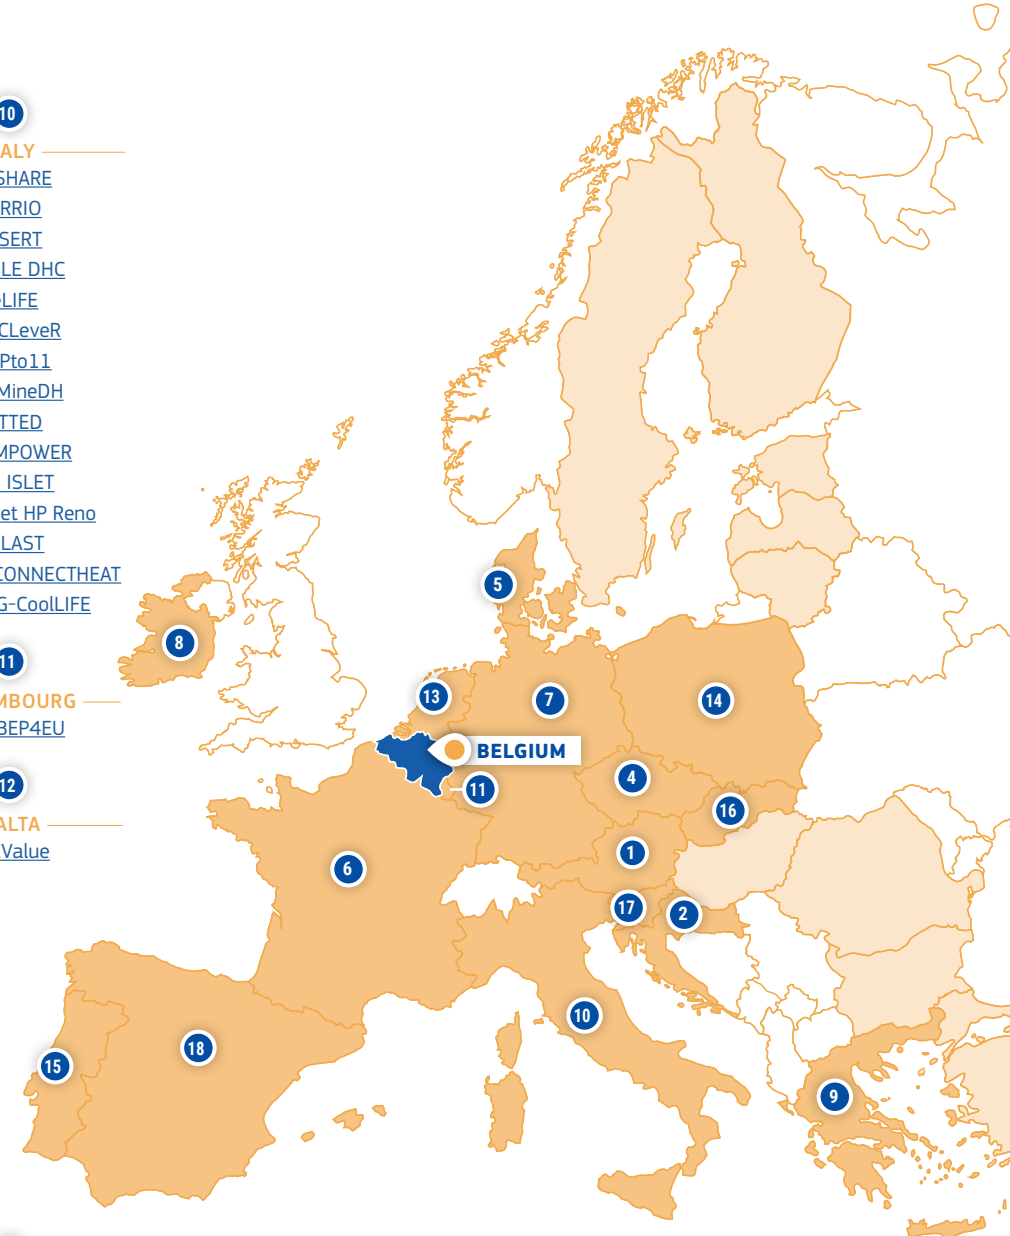 10
ALY
SHARE
RRIO
SERT
LE DHC
LIFE
CLeveR
Pto11
MineDH
TTED
MPOWER
ISLET
et HP Reno
LAST
CONNECTHEAT
G-CoolLIFE
11
MBOURG
BEP4EU
12
ALTA
Value
5
8
13
7
14
BELGIUM
4
11
16
1
6
17
2
10
18
15
9